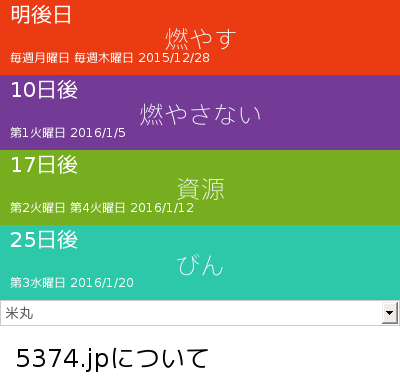 明後日
燃やす
毎週月曜日 毎週木曜日 2015/12/28
10日後
燃やさない
第1火曜日 2016/1/5
17日後
資源
第2火曜日 第4火曜日 2016/1/12
25日後
びん
第3水曜日 2016/1/20
米丸
5374.jpについて